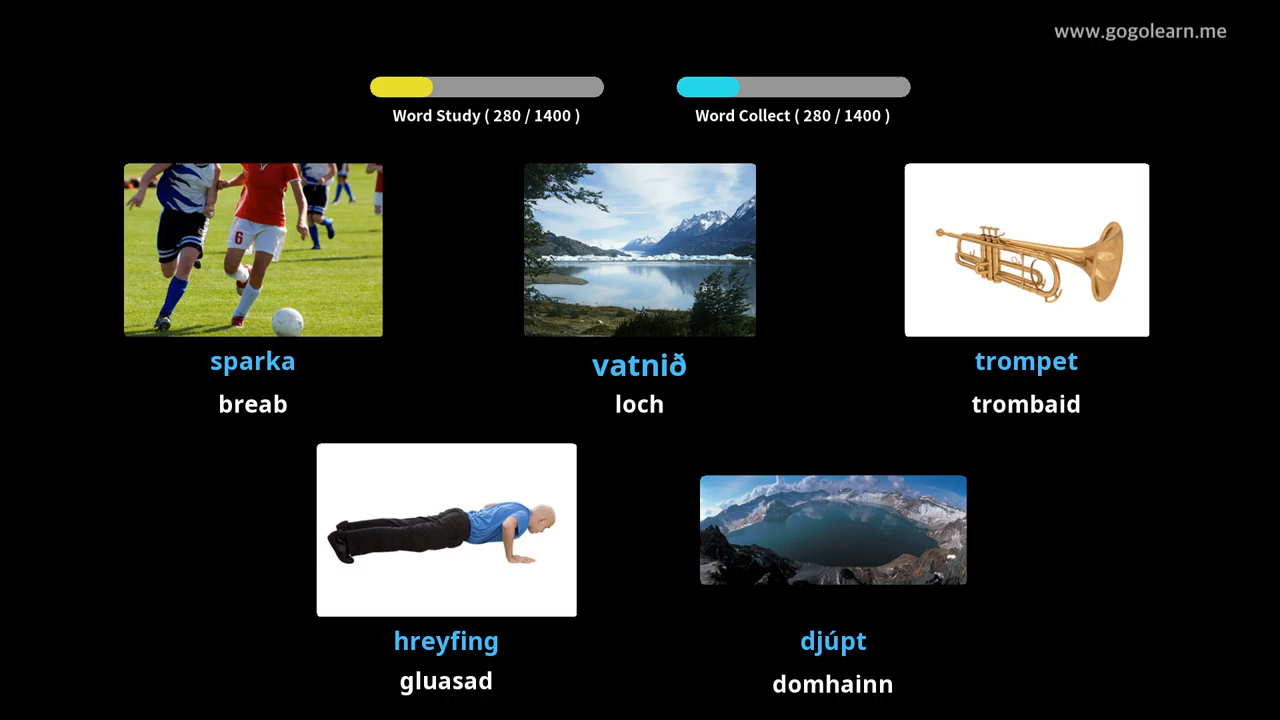 www.gogolearn.me
Word Study ( 280 / 1400 )
Word Collect ( 280 / 1400 )
6
sparka
vatnið
trompet
breab
loch
trombaid
hreyfing
djúpt
gluasad
domhainn